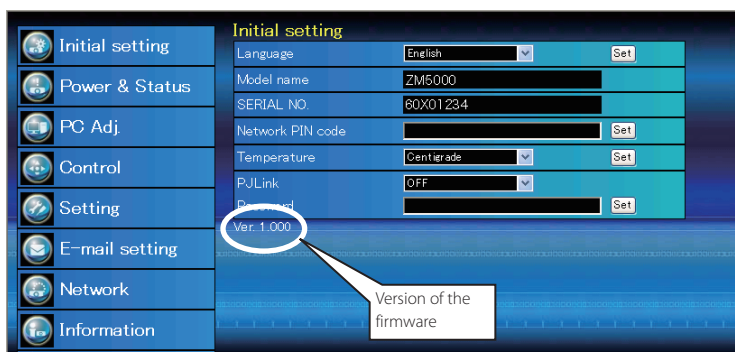 Initial setting
Power & Status
PC Adj.
Control
Setting
E-mail setting
Network
Information
Initial setting
Language English Set
Model name ZM5000
SERIAL NO. 60X01234
Network PIN code Set
Temperature Centigrade Set
PJLink OFF
Password Set
Ver. 1.000
Version of the
firmware